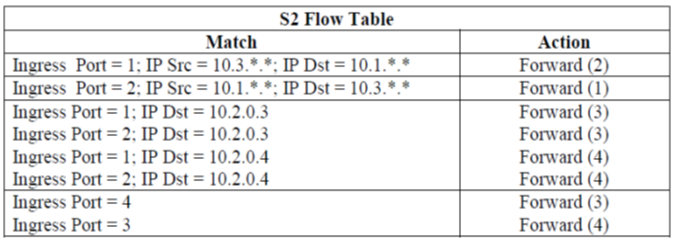 S2 Flow Table
Match Action
Ingress Port = 1; IP Src = 10.3.*.*; IP Dst = 10.1.*.* Forward (2)
Ingress Port = 2; IP Src = 10.1.*.*; IP Dst = 10.3.*.* Forward (1)
Ingress Port = 1; IP Dst = 10.2.0.3 Forward (3)
Ingress Port = 2; IP Dst = 10.2.0.3 Forward (3)
Ingress Port = 1; IP Dst = 10.2.0.4 Forward (4)
Ingress Port = 2; IP Dst = 10.2.0.4 Forward (4)
Ingress Port = 4 Forward (3)
Ingress Port = 3 Forward (4)